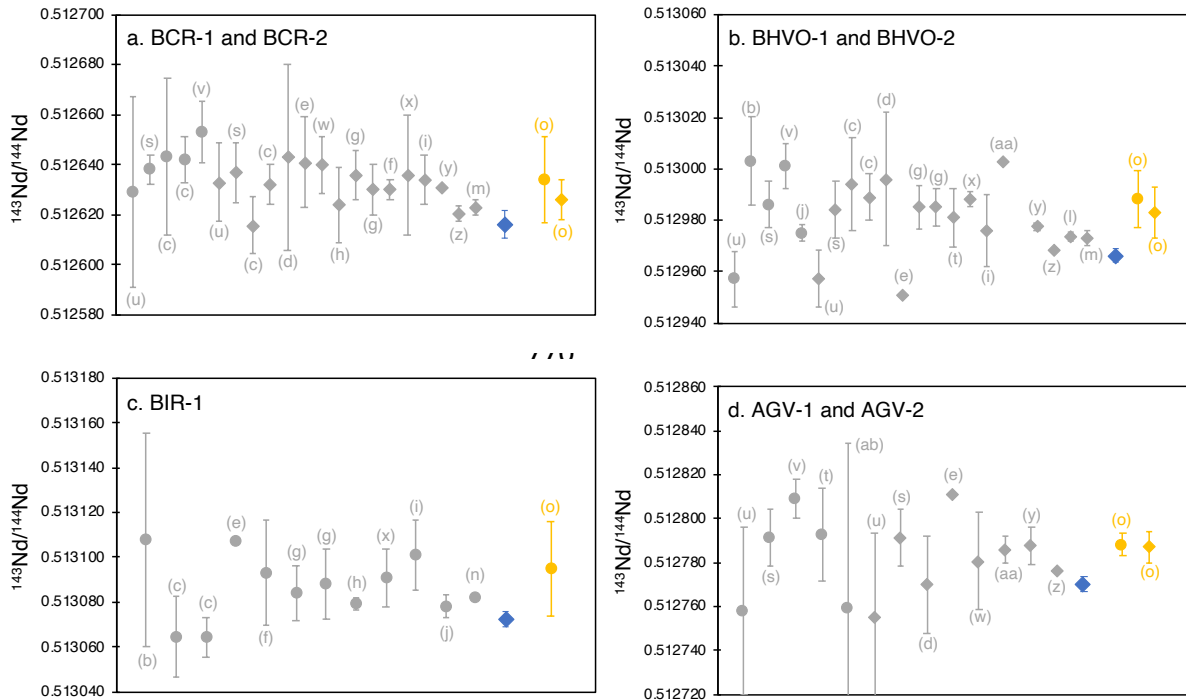 a. BCR-1 and BCR-2
143Nd/144Nd
0.512700
0.512680
0.512660
0.512640
0.512620
0.512600
0.512580
(u)
(s)
(c)
(c)
(v)
(u)
(s)
(c)
(c)
(d)
(e)
(w)
(h)
(g)
(g)
(f)
(x)
(i)
(y)
(z)
(m)
(o)
(o)
b. BHVO-1 and BHVO-2
143Nd/144Nd
0.513060
0.513040
0.513020
0.513000
0.512980
0.512960
0.512940
(u)
(b)
(s)
(v)
(j)
(u)
(s)
(c)
(c)
(d)
(e)
(g)
(g)
(t)
(x)
(i)
(aa)
(y)
(z)
(l)
(m)
(o)
(o)
c. BIR-1
143Nd/144Nd
0.513180
0.513160
0.513140
0.513120
0.513100
0.513080
0.513060
0.513040
(b)
(c)
(c)
(e)
(f)
(g)
(g)
(h)
(x)
(i)
(j)
(n)
(o)
d. AGV-1 and AGV-2
143Nd/144Nd
0.512860
0.512840
0.512820
0.512800
0.512780
0.512760
0.512740
0.512720
(u)
(s)
(v)
(t)
(ab)
(u)
(s)
(d)
(e)
(w)
(aa)
(y)
(z)
(o)
(o)